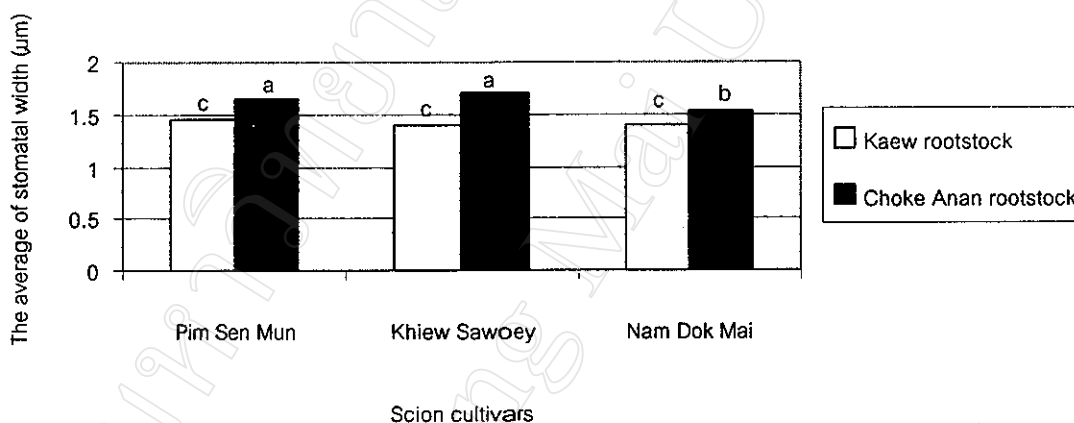 The average of stomatal width (µm)
2
1.5
1
0.5
0
c
a
c
a
c
b
Pim Sen Mun
Khiew Sawoey
Nam Dok Mai
Scion cultivars
Kaew rootstock
Choke Anan rootstock